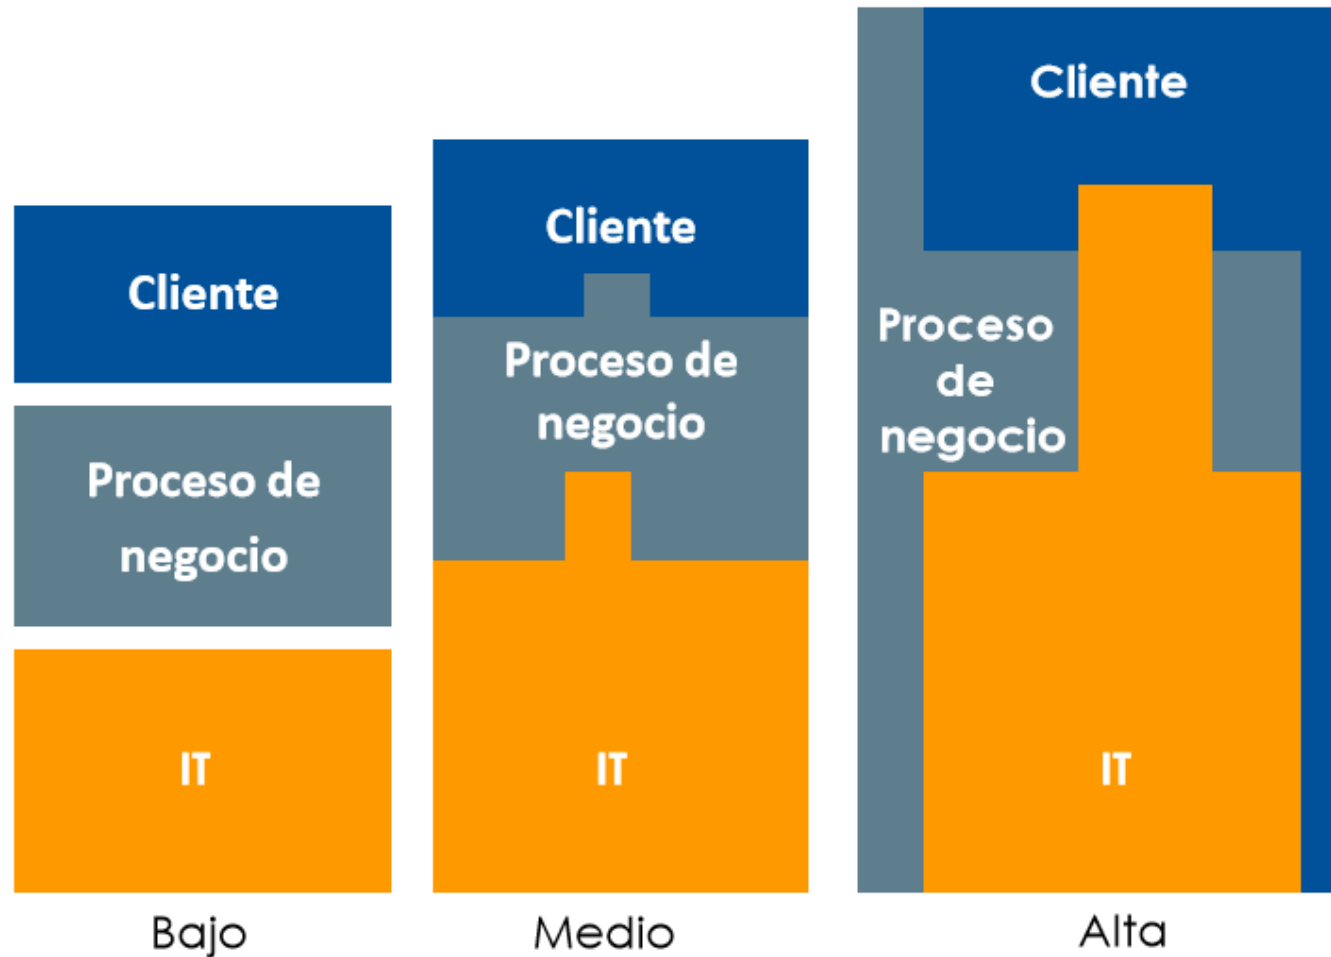 Cliente
Proceso de
negocio
IT
Bajo
Cliente
Proceso de
negocio
IT
Medio
Cliente
Proceso
de
negocio
IT
Alta